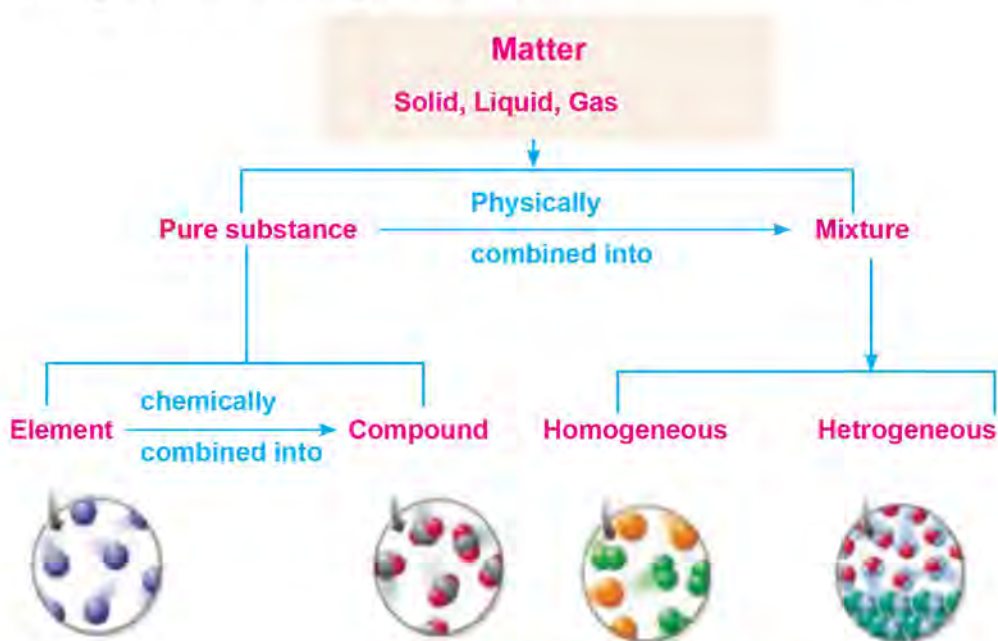 Matter
Solid, Liquid, Gas
Physically
Pure substance
Mixture
combined into
chemically
Element
Compound
Homogeneous
Hetrogeneous
combined into